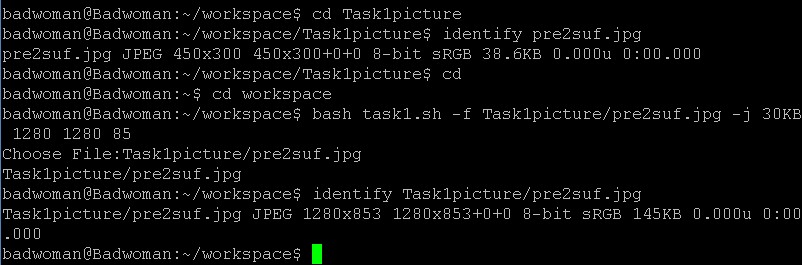 badwoman@Badwoman:~/workspace$ cd Task1picture
badwoman@Badwoman:~/workspace/Task1picture$ identify pre2suf.jpg
pre2suf.jpg JPEG 450x300 450x300+0+0 8-bit sRGB 38.6KB 0.000u 0:00.000
badwoman@Badwoman:~/workspace/Task1picture$ cd
badwoman@Badwoman:~$ cd workspace
badwoman@Badwoman:~/workspace$ bash task1.sh -f Task1picture/pre2suf.jpg -j 30KB
 1280 1280 85
Choose File:Task1picture/pre2suf.jpg
Task1picture/pre2suf.jpg
badwoman@Badwoman:~/workspace$ identify Task1picture/pre2suf.jpg
Task1picture/pre2suf.jpg JPEG 1280x853 1280x853+0+0 8-bit sRGB 145KB 0.000u 0:00
.000
badwoman@Badwoman:~/workspace$